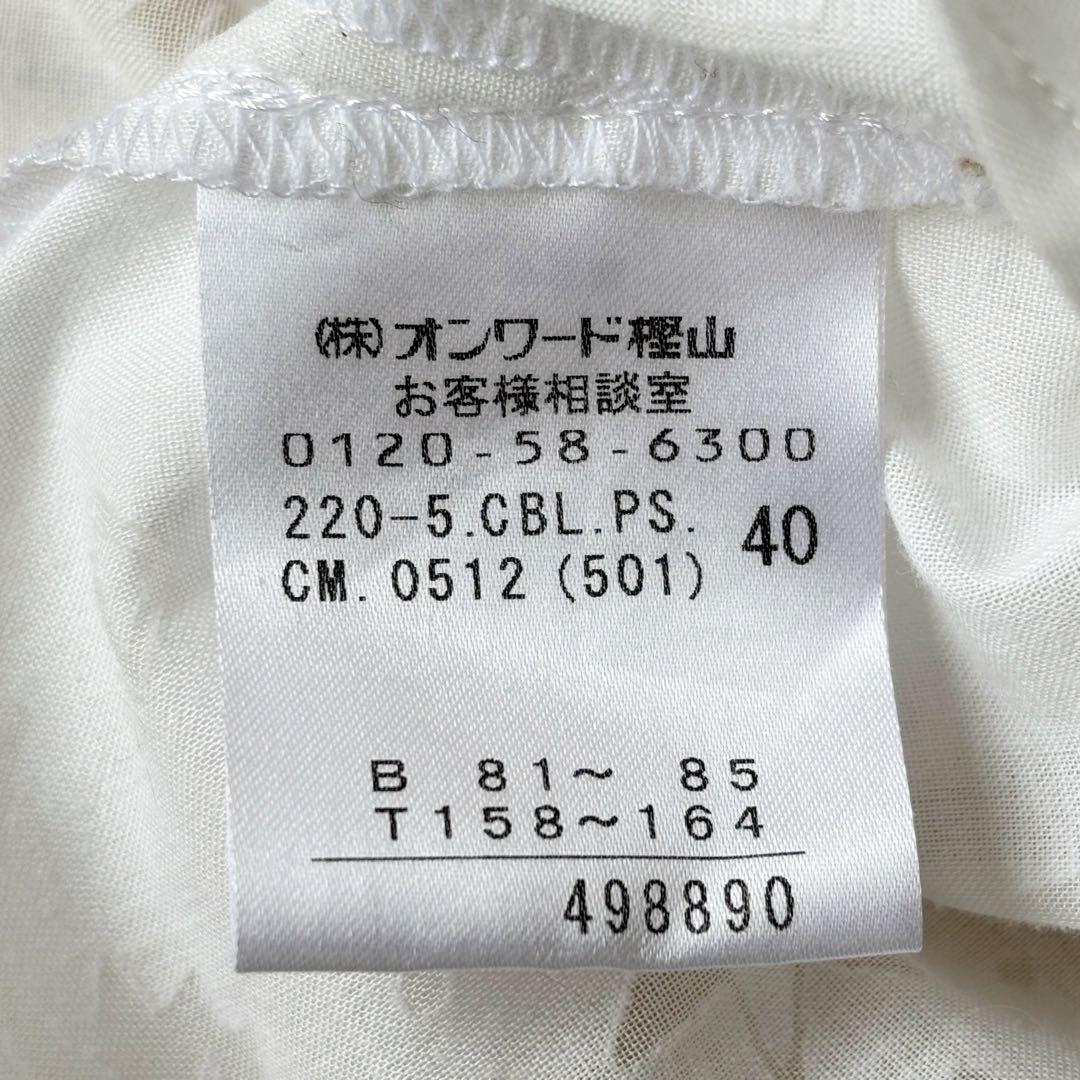 (株)オンワード樫山
お客様相談室
0120-58-6300
220-5.CBL.PS. 40
CM. 0512 (501)
B 81～ 85
T158～164
498890